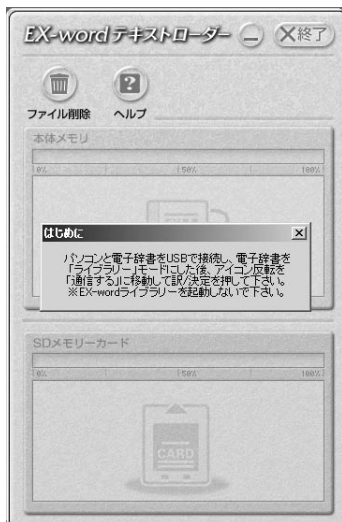 EX-word テキストローダー
×終了
ファイル削除 ヘルプ
本体メモリ
0% 50% 100%
はじめに
パソコンと電子辞書をUSBで接続し、電子辞書を
「ライブラリー」モードにした後、アイコン反転を
「通信する」に移動して訳/決定を押して下さい。
※EX-wordライブラリーを起動しないで下さい。
SDメモリーカード
0% 50% 100%
CARD